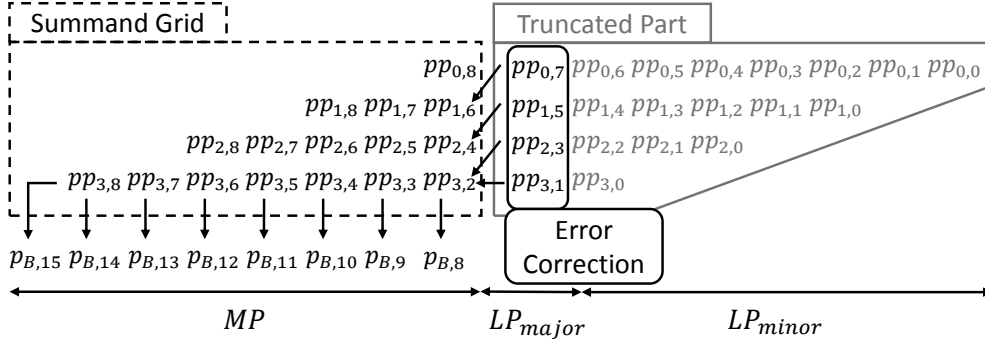 Summand Grid Truncated Part
pp0,8 pp0,7 pp0,6 pp0,5 pp0,4 pp0,3 pp0,2 pp0,1 pp0,0
pp1,8 pp1,7 pp1,6 pp1,5 pp1,4 pp1,3 pp1,2 pp1,1 pp1,0
pp2,8 pp2,7 pp2,6 pp2,5 pp2,4 pp2,3 pp2,2 pp2,1 pp2,0
pp3,8 pp3,7 pp3,6 pp3,5 pp3,4 pp3,3 pp3,2 pp3,1 pp3,0
pB,15 pB,14 pB,13 pB,12 pB,11 pB,10 pB,9 pB,8
Error
Correction
MP LPmajor LPminor